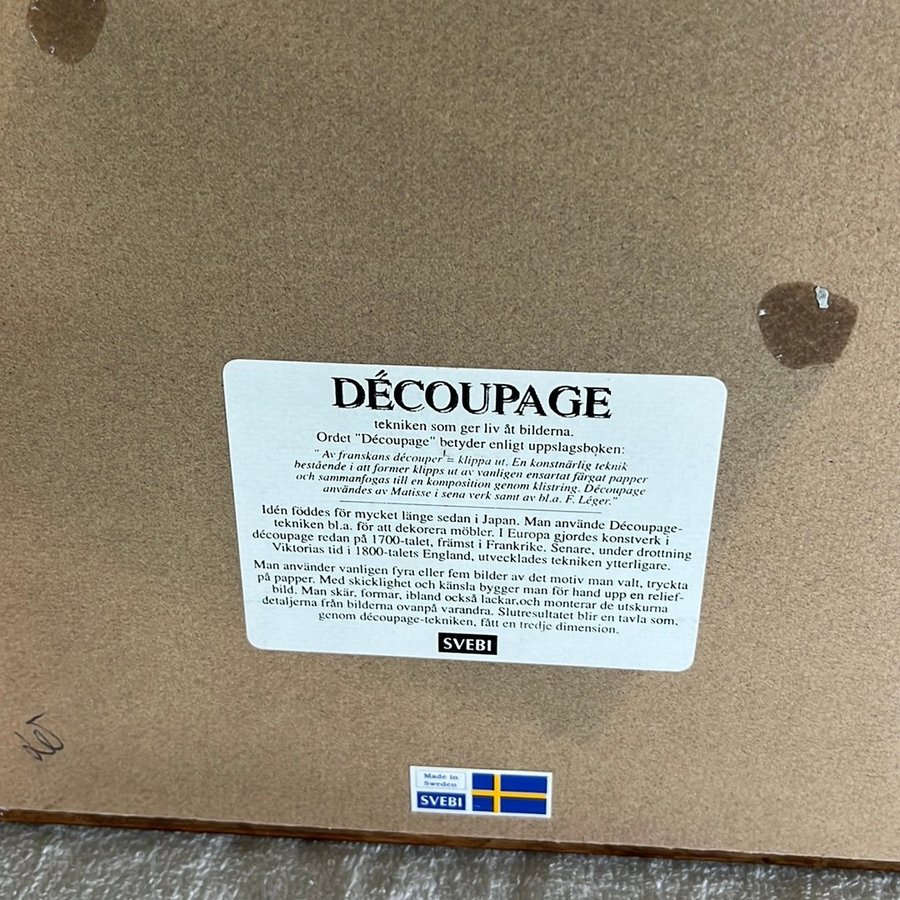 DÉCOUPAGE
tekniken som ger liv åt bilderna.
Ordet "Découpage" betyder enligt uppslagsboken:
" Av franskans découper = klippa ut. En konstnärlig teknik
bestående i att former klipps ut av vanligen ensartat färgat papper
och sammanfogas till en komposition genom klistring. Découpage
användes av Matisse i sena verk samt av bl.a. F. Léger."
Idén föddes för mycket länge sedan i Japan. Man använde Découpage-
tekniken bl.a. för att dekorera möbler. I Europa gjordes konstverk i
découpage redan på 1700-talet, främst i Frankrike. Senare, under drottning
Viktorias tid i 1800-talets England, utvecklades tekniken ytterligare.
Man använder vanligen fyra eller fem bilder av det motiv man valt, tryckta
på papper. Med skicklighet och känsla bygger man för hand upp en relief-
bild. Man skär, formar, ibland också lackar,och monterar de utskurna
detaljerna från bilderna ovanpå varandra. Slutresultatet blir en tavla som,
genom découpage-tekniken, fått en tredje dimension.
SVEBI
Made in
Sweden
SVEBI